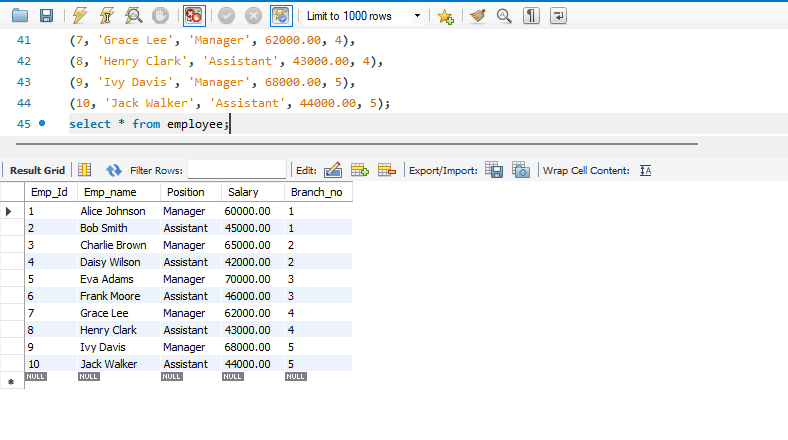 Limit to 1000 rows
41 (7, 'Grace Lee', 'Manager', 62000.00, 4),
42 (8, 'Henry Clark', 'Assistant', 43000.00, 4),
43 (9, 'Ivy Davis', 'Manager', 68000.00, 5),
44 (10, 'Jack Walker', 'Assistant', 44000.00, 5);
45 select * from employee;
Result Grid Filter Rows: Edit: Export/Import: Wrap Cell Content:
Emp_Id Emp_name Position Salary Branch_no
1 Alice Johnson Manager 60000.00 1
2 Bob Smith Assistant 45000.00 1
3 Charlie Brown Manager 65000.00 2
4 Daisy Wilson Assistant 42000.00 2
5 Eva Adams Manager 70000.00 3
6 Frank Moore Assistant 46000.00 3
7 Grace Lee Manager 62000.00 4
8 Henry Clark Assistant 43000.00 4
9 Ivy Davis Manager 68000.00 5
10 Jack Walker Assistant 44000.00 5
NULL NULL NULL NULL NULL